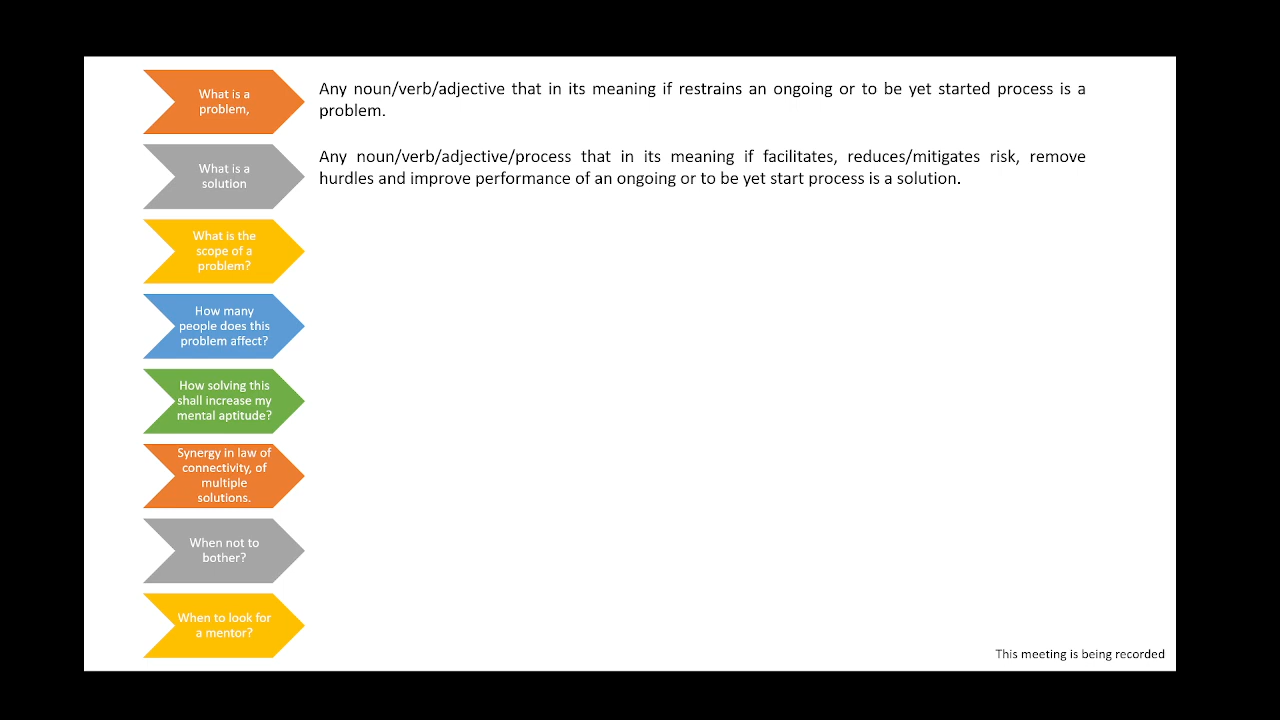 What is a
problem,
Any noun/verb/adjective that in its meaning if restrains an ongoing or to be yet started process is a
problem.
What is a
solution
Any noun/verb/adjective/process that in its meaning if facilitates, reduces/mitigates risk, remove
hurdles and improve performance of an ongoing or to be yet start process is a solution.
What is the
scope of a
problem?
How many
people does this
problem affect?
How solving this
shall increase my
mental aptitude?
Synergy in law of
connectivity, of
multiple
solutions.
When not to
bother?
When to look for
a mentor?
This meeting is being recorded